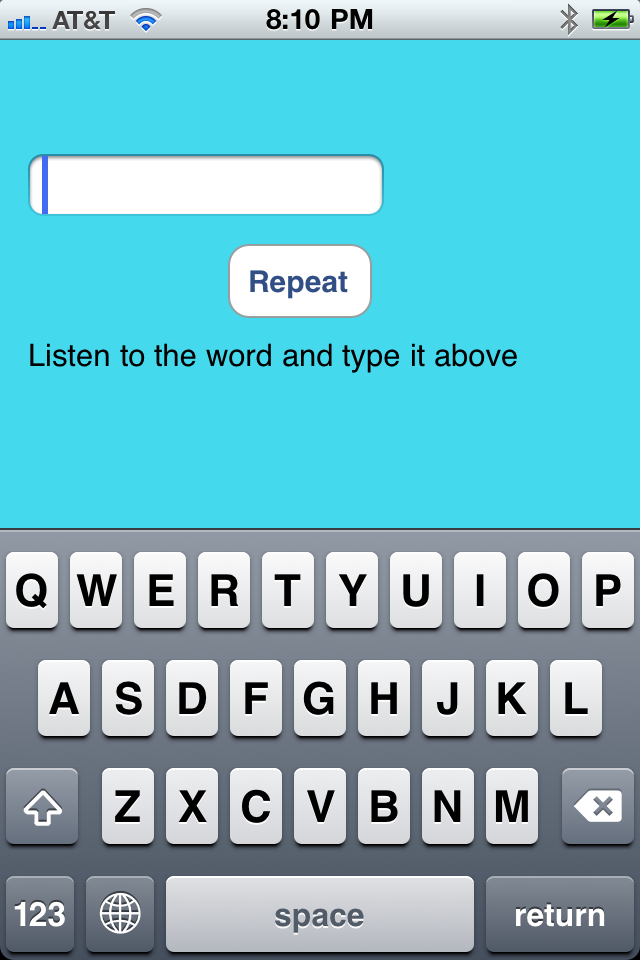 AT&T 8:10 PM
Repeat
Listen to the word and type it above
Q W E R T Y U I O P
A S D F G H J K L
Z X C V B N M
123 space return